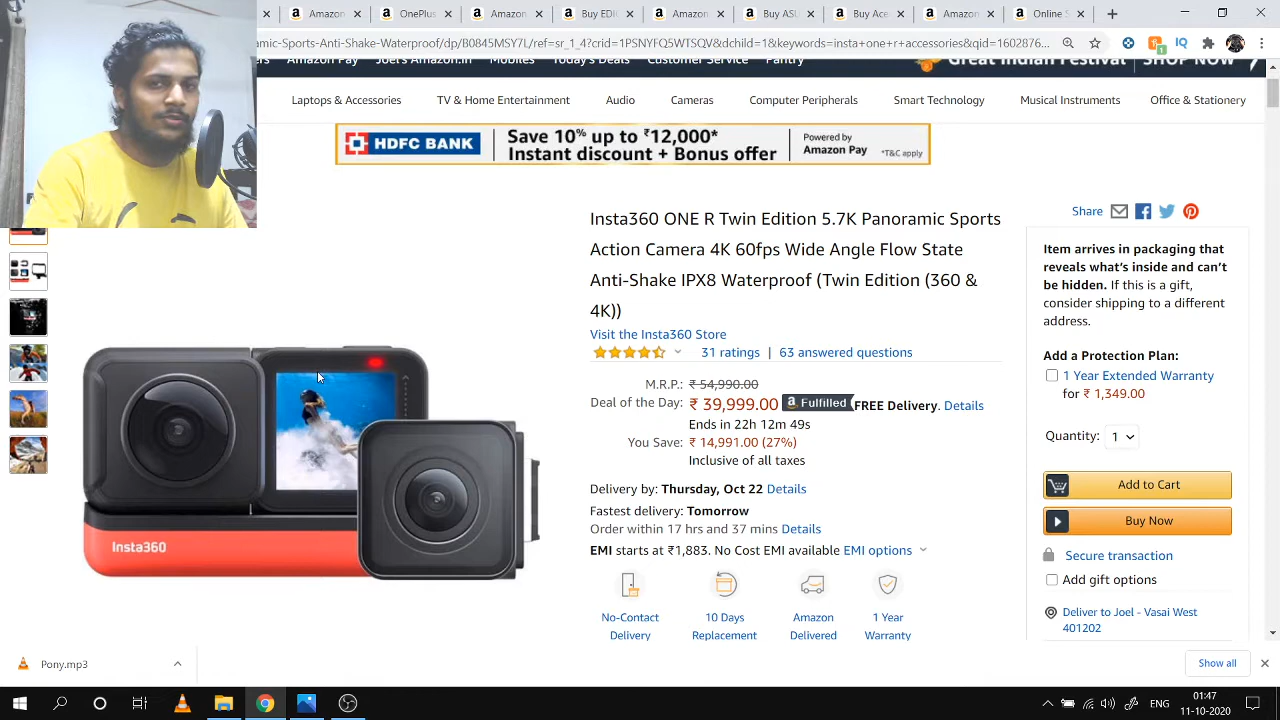 Amazon
OnePlus
Amazon
Buy EDI
Amazon
Buy ASU
Buy Ace
Amazon
Online S
amic-Sports-Anti-Shake-Waterproof/dp/B0845MSY7L/ref=sr_1_4?crid=1PSNYFQ5WTSQV&dchild=1&keywords=insta+one+r+accessories&qid=1602876...
Amazon Pay Joel's Amazon.in Mobiles Today's Deals Customer Service Pantry
Great Indian Festival SHOP NOW
Laptops & Accessories TV & Home Entertainment Audio Cameras Computer Peripherals Smart Technology Musical Instruments Office & Stationery
HDFC BANK
Save 10% up to ₹12,000*
Instant discount + Bonus offer
Powered by
Amazon Pay
*T&C apply
Insta360 ONE R Twin Edition 5.7K Panoramic Sports
Action Camera 4K 60fps Wide Angle Flow State
Anti-Shake IPX8 Waterproof (Twin Edition (360 &
4K))
Visit the Insta360 Store
31 ratings | 63 answered questions
M.R.P.: ₹ 54,990.00
Deal of the Day: ₹ 39,999.00 a Fulfilled FREE Delivery. Details
Ends in 22h 12m 49s
You Save: ₹ 14,991.00 (27%)
Inclusive of all taxes
Delivery by: Thursday, Oct 22 Details
Fastest delivery: Tomorrow
Order within 17 hrs and 37 mins Details
EMI starts at ₹1,883. No Cost EMI available EMI options
No-Contact
Delivery
10 Days
Replacement
Amazon
Delivered
1 Year
Warranty
Share
Item arrives in packaging that
reveals what's inside and can't
be hidden. If this is a gift,
consider shipping to a different
address.
Add a Protection Plan:
1 Year Extended Warranty
for ₹ 1,349.00
Quantity: 1
Add to Cart
Buy Now
Secure transaction
Add gift options
Deliver to Joel - Vasai West
401202
Insta360
Pony.mp3
Show all
ENG
01:47
11-10-2020